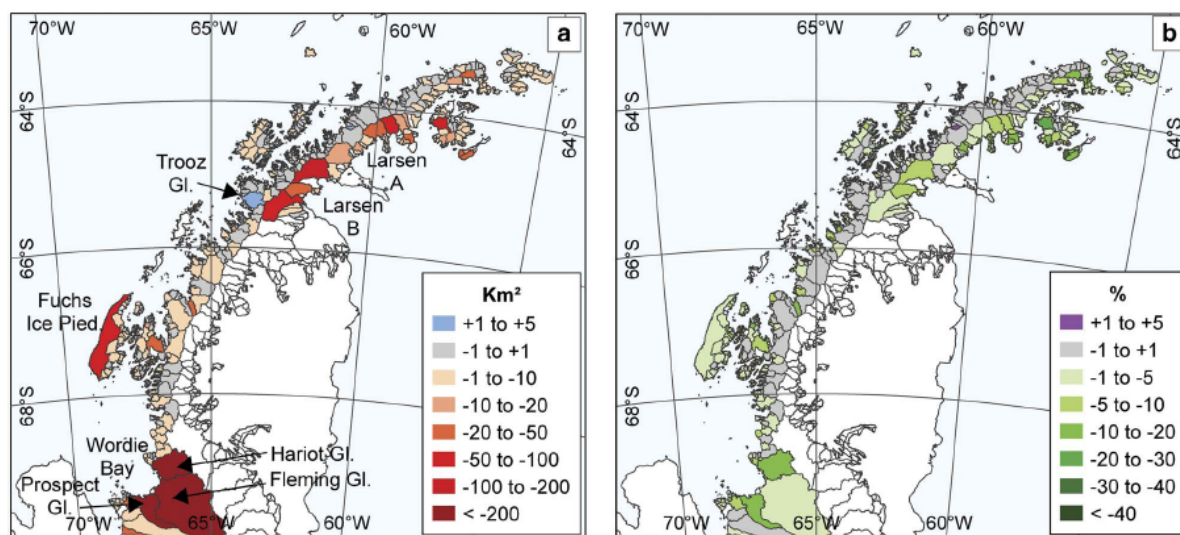 70°W
65°W
60°W
a
64°S
64°S
Trooz
Gl.
Larsen
A
Larsen
B
66°S
Fuchs
Ice Pied.
68°S
Wordie
Bay
Prospect
Gl.
Hariot Gl.
Fleming Gl.
70°W
65°W
60°W
Km²
+1 to +5
-1 to +1
-1 to -10
-10 to -20
-20 to -50
-50 to -100
-100 to -200
< -200
70°W
65°W
60°W
b
64°S
64°S
66°S
68°S
70°W
65°W
60°W
%
+1 to +5
-1 to +1
-1 to -5
-5 to -10
-10 to -20
-20 to -30
-30 to -40
< -40